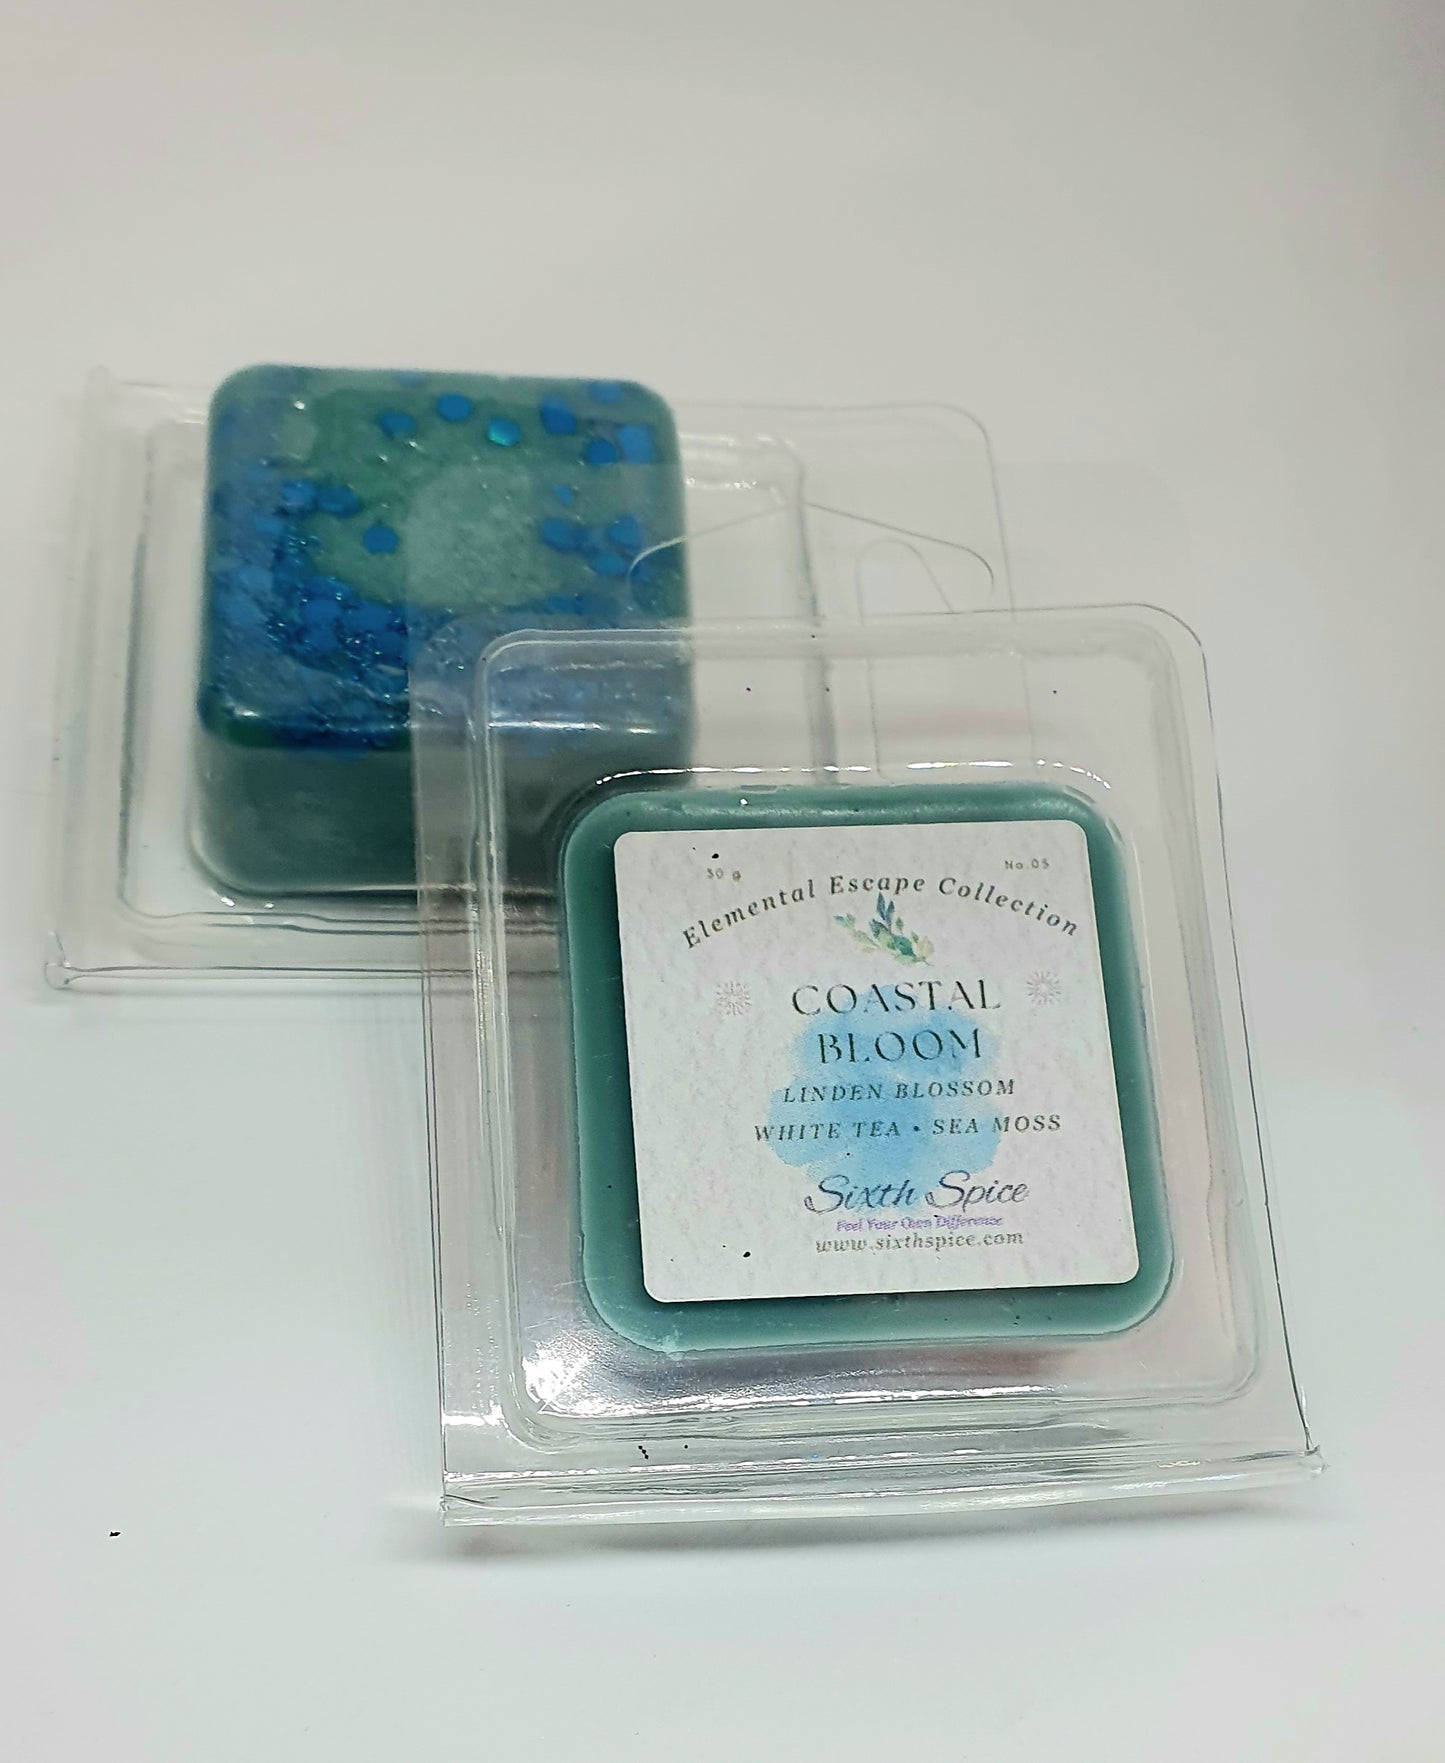 30 g
No.05
Elemental Escape Collection
COASTAL
BLOOM
LINDEN BLOSSOM
WHITE TEA • SEA MOSS
Sixth Spice
Feel Your Own Difference
www.sixthspice.com